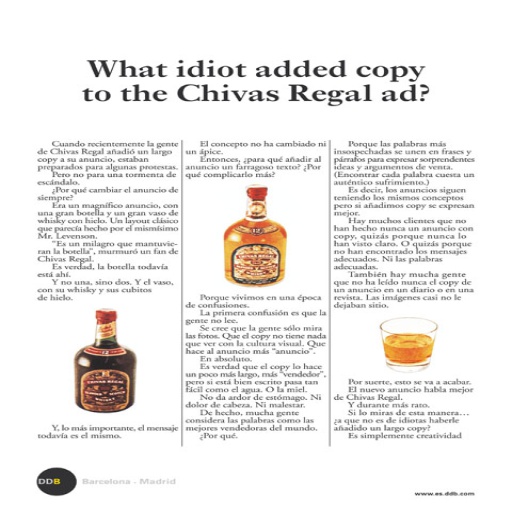 What idiot added copy
to the Chivas Regal ad?
Cuando recientemente la gente
de Chivas Regal añadió un largo
copy a su anuncio, estaban
preparados para algunas protestas.
Pero no para una tormenta de
escándalo.
¿Por qué cambiar el anuncio de
siempre?
Era un magnífico anuncio, con
una gran botella y un gran vaso de
whisky con hielo. Un layout clásico
que parecía hecho por el mismísimo
Mr. Levenson.
"Es un milagro que mantuvie-
ran la botella", murmuró un fan de
Chivas Regal.
Es verdad, la botella todavía
está ahí.
Y no una, sino dos. Y el vaso,
con su whisky y sus cubitos
de hielo.
CHIVAS REGAL
Y, lo más importante, el mensaje
todavía es el mismo.
El concepto no ha cambiado ni
un ápice.
Entonces, ¿para qué añadir al
anuncio un farragoso texto? ¿Por
qué complicarlo más?
12
CHIVAS REGAL
Porque vivimos en una época
de confusiones.
La primera confusión es que la
gente no lee.
Se cree que la gente sólo mira
las fotos. Que el copy no tiene nada
que ver con la cultura visual. Que
hace al anuncio más "anuncio".
En absoluto.
Es verdad que el copy lo hace
un poco más largo, más "vendedor",
pero si está bien escrito pasa tan
fácil como el agua. O la miel.
No da ardor de estómago. Ni
dolor de cabeza. Ni malestar.
De hecho, mucha gente
considera las palabras como las
mejores vendedoras del mundo.
¿Por qué.
Porque las palabras más
insospechadas se unen en frases y
párrafos para expresar sorprendentes
ideas y argumentos de venta.
(Encontrar cada palabra cuesta un
auténtico sufrimiento.)
Es decir, los anuncios siguen
teniendo los mismos conceptos
pero si añadimos copy se expresan
mejor.
Hay muchos clientes que no
han hecho nunca un anuncio con
copy, quizás porque nunca lo
han visto claro. O quizás porque
no han encontrado los mensajes
adecuados. Ni las palabras
adecuadas.
También hay mucha gente
que no ha leído nunca el copy de
un anuncio en un diario o en una
revista. Las imágenes casi no le
dejaban sitio.
Por suerte, esto se va a acabar.
El nuevo anuncio habla mejor
de Chivas Regal.
Y durante más rato.
Si lo miras de esta manera...
¿a que no es de idiotas haberle
añadido un largo copy?
Es simplemente creatividad
DDB Barcelona - Madrid
www.es.ddb.com